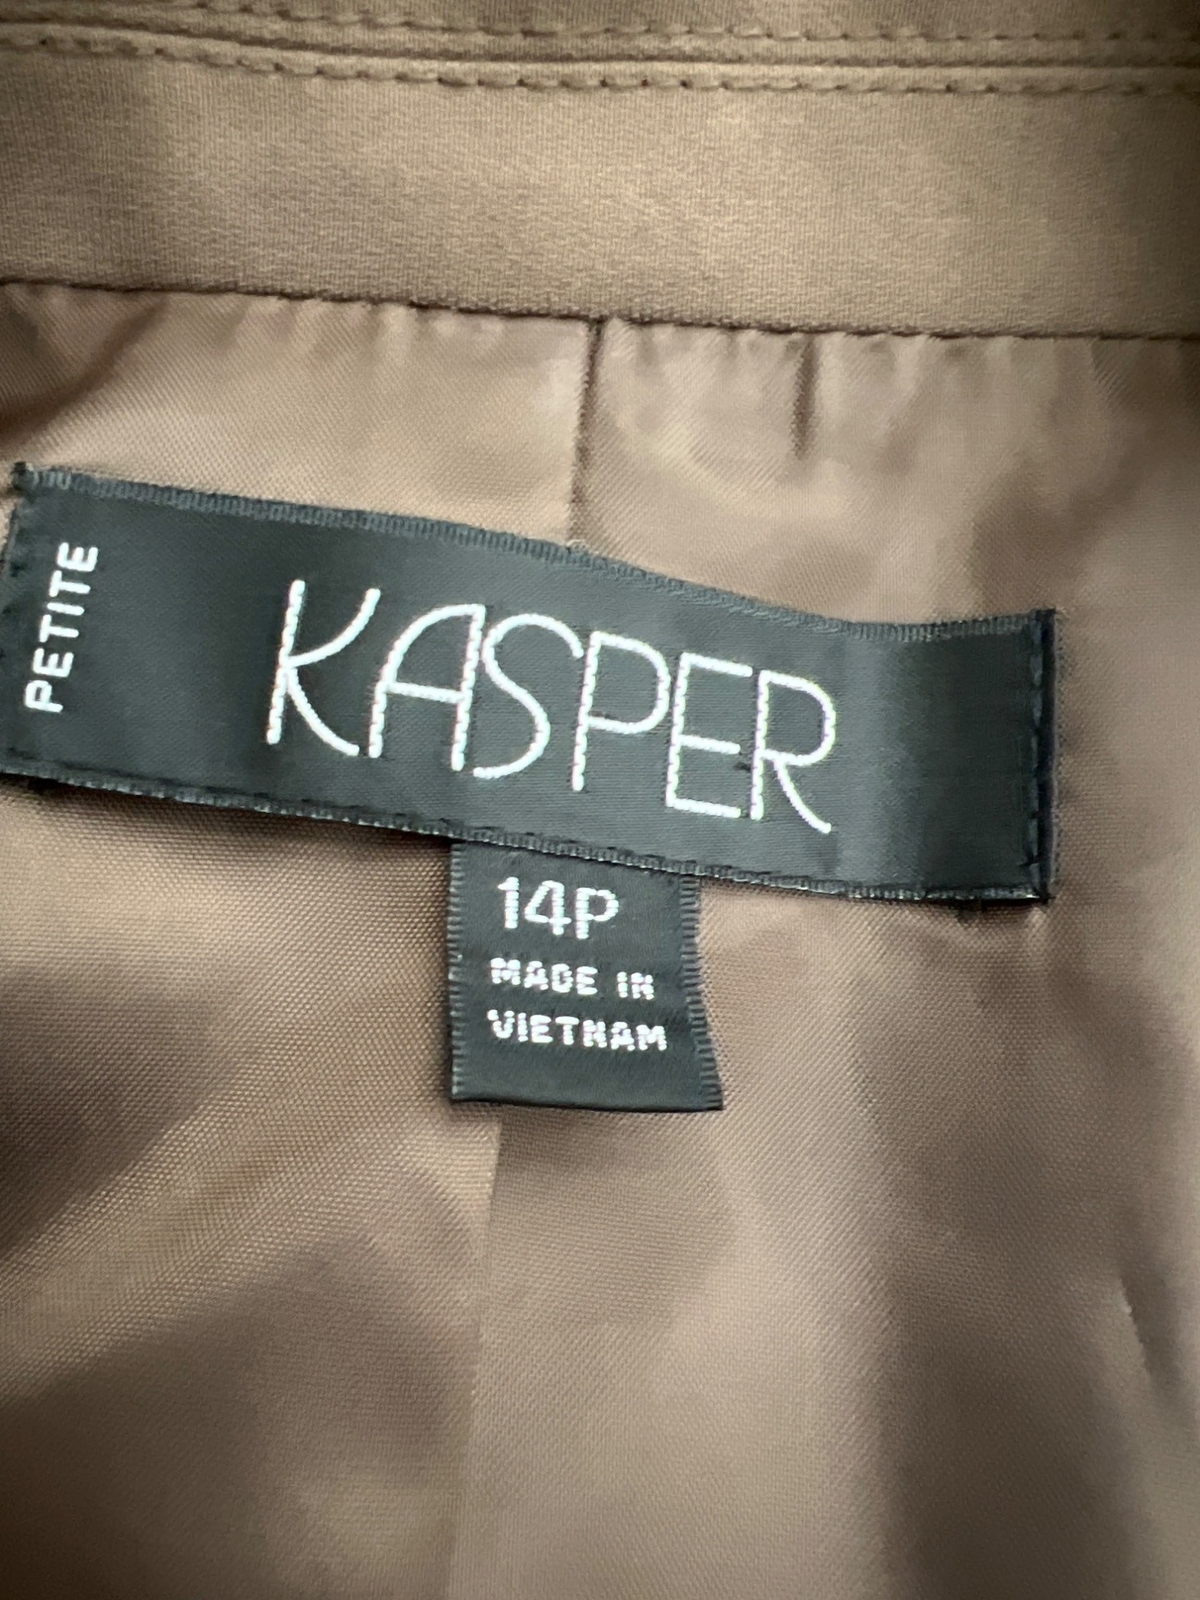 PETITE
KASPER
14P
MADE IN
VIETNAM